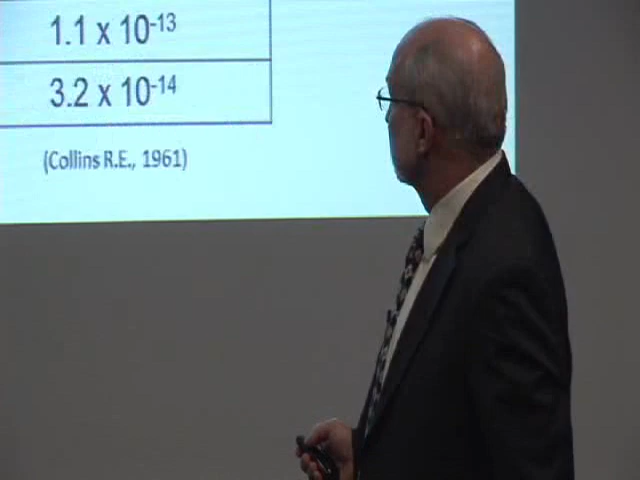 1.1 x 10⁻¹³
3.2 x 10⁻¹⁴
(Collins R.E., 1961)